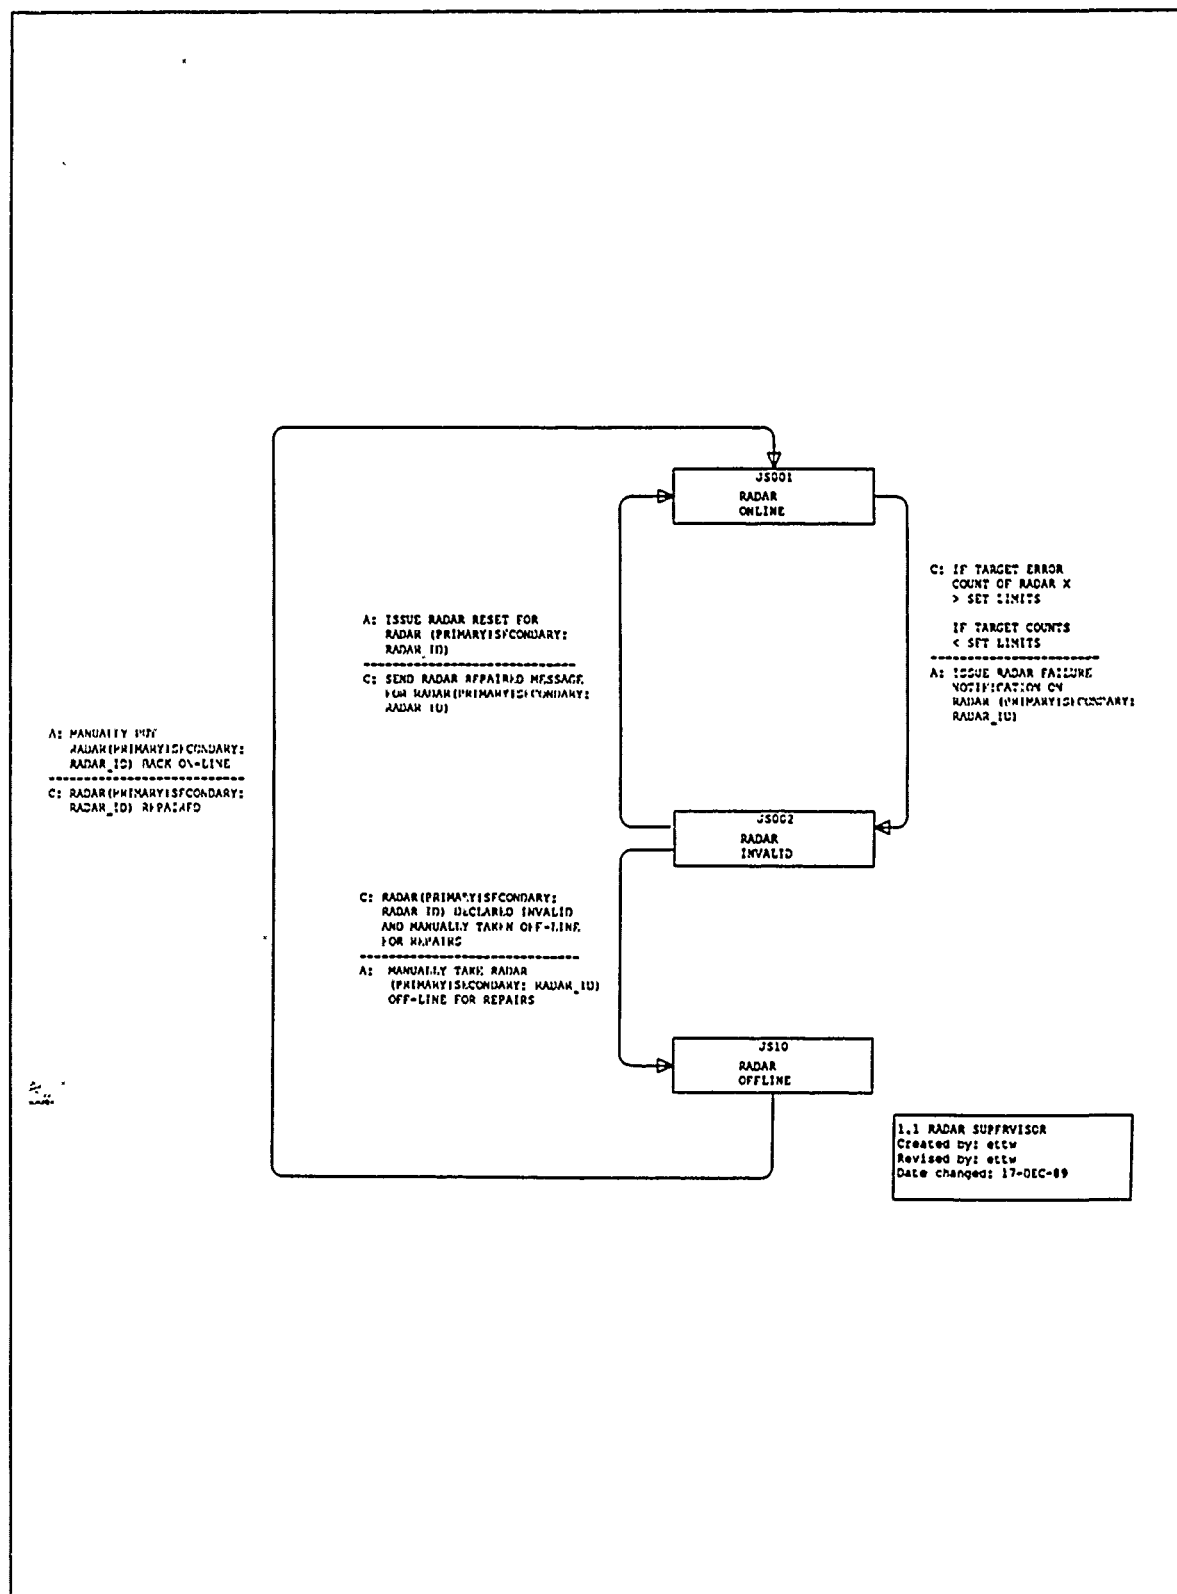 JS001
RADAR
ONLINE
C: IF TARGET ERROR
COUNT OF RADAR X
> SET LIMITS
IF TARGET COUNTS
< SET LIMITS
A: ISSUE RADAR FAILURE
NOTIFICATION ON
RADAR (PRIMARY|SECONDARY:
RADAR_ID)
A: ISSUE RADAR RESET FOR
RADAR (PRIMARY|SECONDARY:
RADAR_ID)
C: SEND RADAR REPAIRED MESSAGE
FOR RADAR(PRIMARY|SECONDARY:
RADAR ID)
A: MANUALLY PUT
RADAR(PRIMARY|SECONDARY:
RADAR_ID) BACK ON-LINE
C: RADAR(PRIMARY|SECONDARY:
RADAR_ID) REPAIRED
JS002
RADAR
INVALID
C: RADAR(PRIMARY|SECONDARY:
RADAR ID) DECLARED INVALID
AND MANUALLY TAKEN OFF-LINE
FOR REPAIRS
A: MANUALLY TAKE RADAR
(PRIMARY|SECONDARY: RADAR_ID)
OFF-LINE FOR REPAIRS
JS10
RADAR
OFFLINE
1.1 RADAR SUPERVISOR
Created by: ettw
Revised by: ettw
Date changed: 17-DEC-89